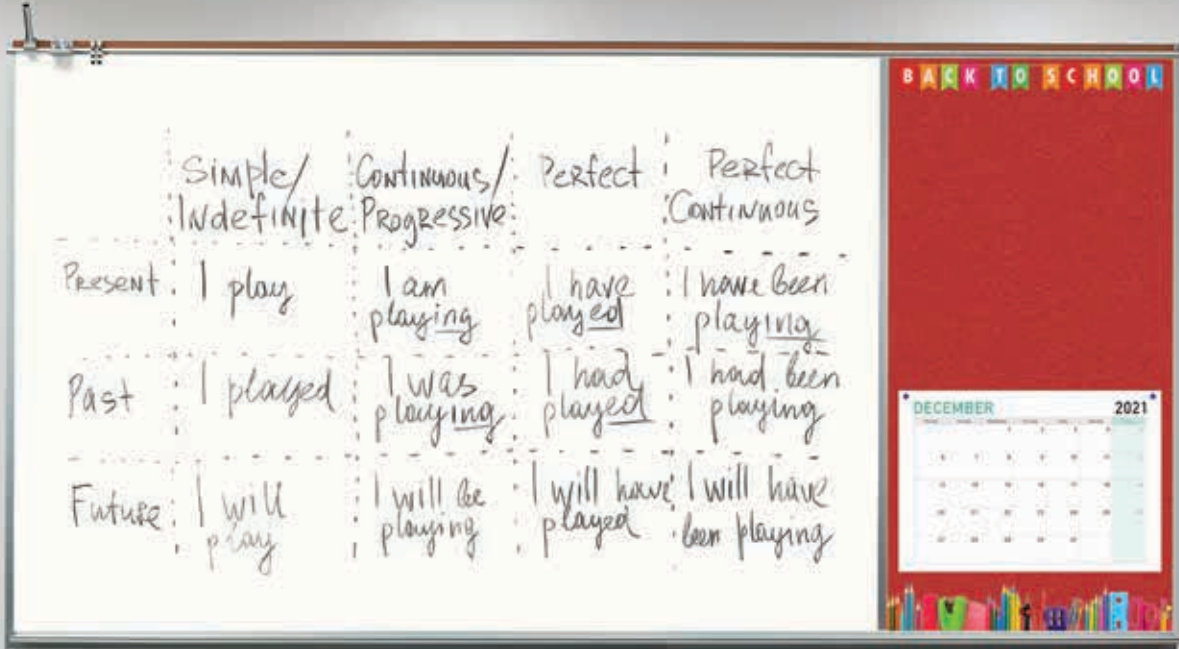 BACK TO SCHOOL
Simple/ Continuous/ Perfect Perfect
Indefinite Progressive Continuous
Present I play I am I have I have been
playing played playing
Past I played I was I had I had been
playing played playing
Future I will I will be I will have I will have
play playing played been playing
DECEMBER 2021